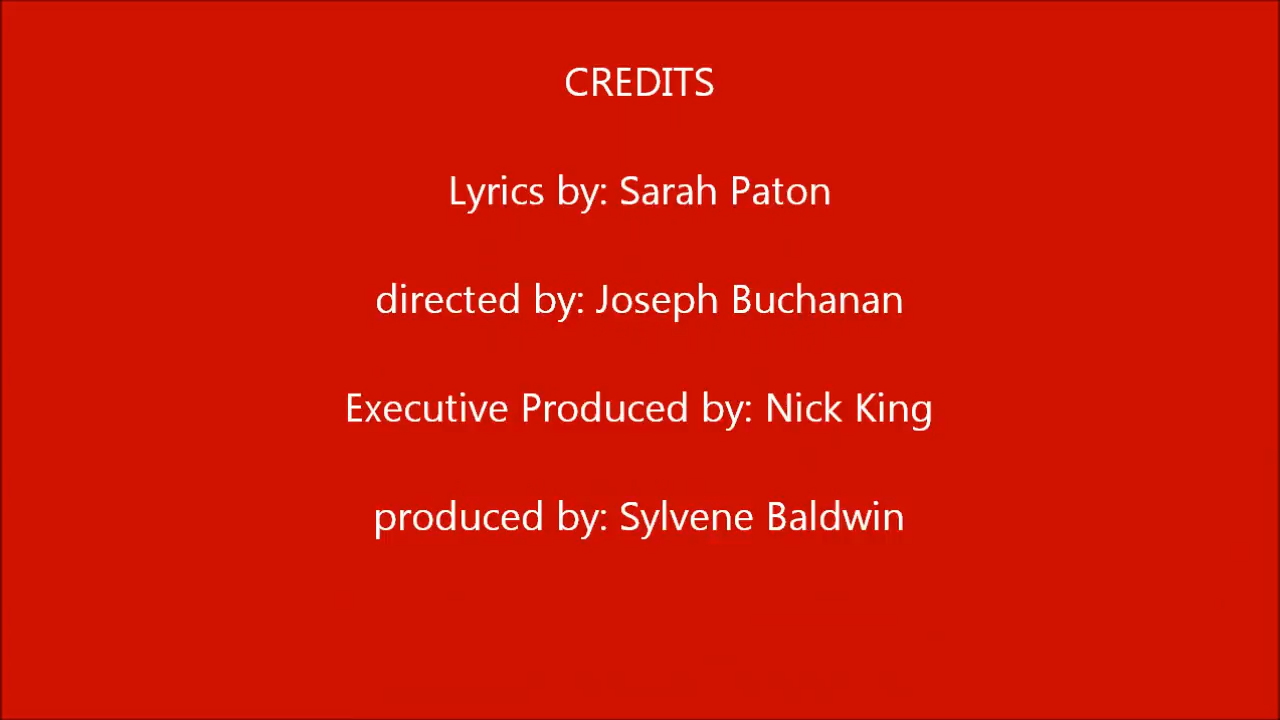 CREDITS
Lyrics by: Sarah Paton
directed by: Joseph Buchanan
Executive Produced by: Nick King
produced by: Sylvene Baldwin